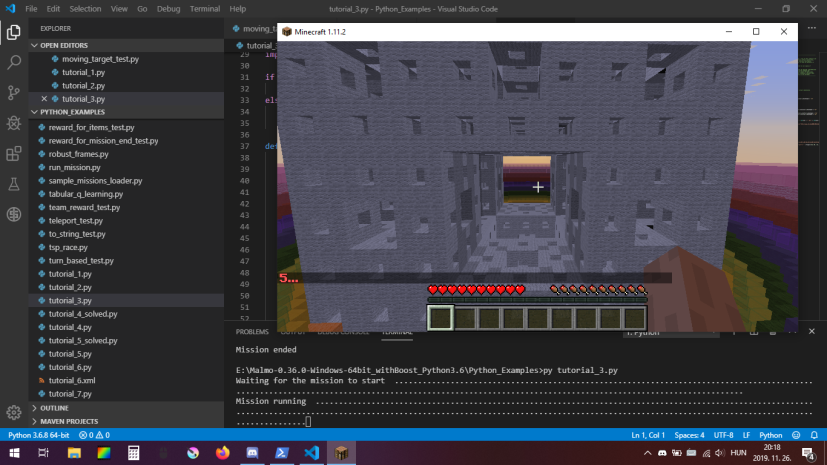 File Edit Selection View Go Debug Terminal Help
tutorial_3.py - Python_Examples - Visual Studio Code
EXPLORER
OPEN EDITORS
moving_target_test.py
tutorial_1.py
tutorial_2.py
tutorial_3.py
PYTHON_EXAMPLES
reward_for_items_test.py
reward_for_mission_end_test.py
robust_frames.py
run_mission.py
sample_missions_loader.py
tabular_q_learning.py
team_reward_test.py
teleport_test.py
to_string_test.py
tsp_race.py
turn_based_test.py
tutorial_1.py
tutorial_2.py
tutorial_3.py
tutorial_4_solved.py
tutorial_4.py
tutorial_5_solved.py
tutorial_5.py
tutorial_6.py
tutorial_6.xml
tutorial_7.py
OUTLINE
MAVEN PROJECTS
moving_ta
tutorial_
29 imp
30
31 if
32
33 els
34
35
36
37 def
38
39
40
41
42
43
44
45
46
47
48
49
50
51
52
Minecraft 1.11.2
5...
PROBLEMS
TERMINAL
1: Python
Mission ended
E:\Malmo-0.36.0-Windows-64bit_withBoost_Python3.6\Python_Examples>py tutorial_3.py
Waiting for the mission to start
Mission running
Python 3.6.8 64-bit 0 0
Ln 1, Col 1 Spaces: 4 UTF-8 LF Python
HUN
20:18
2019. 11. 26.
4